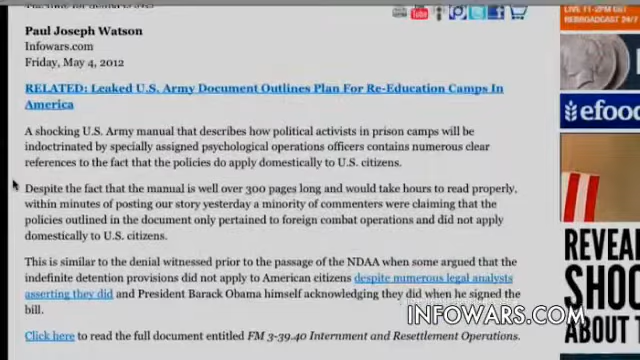 LIVE 11-2PM CST
REBROADCAST 24/7
Paul Joseph Watson
Infowars.com
Friday, May 4, 2012
RELATED: Leaked U.S. Army Document Outlines Plan For Re-Education Camps In
America
A shocking U.S. Army manual that describes how political activists in prison camps will be
indoctrinated by specially assigned psychological operations officers contains numerous clear
references to the fact that the policies do apply domestically to U.S. citizens.
Despite the fact that the manual is well over 300 pages long and would take hours to read properly,
within minutes of posting our story yesterday a minority of commenters were claiming that the
policies outlined in the document only pertained to foreign combat operations and did not apply
domestically to U.S. citizens.
This is similar to the denial witnessed prior to the passage of the NDAA when some argued that the
indefinite detention provisions did not apply to American citizens despite numerous legal analysts
asserting they did and President Barack Obama himself acknowledging they did when he signed the
bill.
Click here to read the full document entitled FM 3-39.40 Internment and Resettlement Operations.
efood
REVEAL
SHOC
ABOUT T
INFOWARS.COM